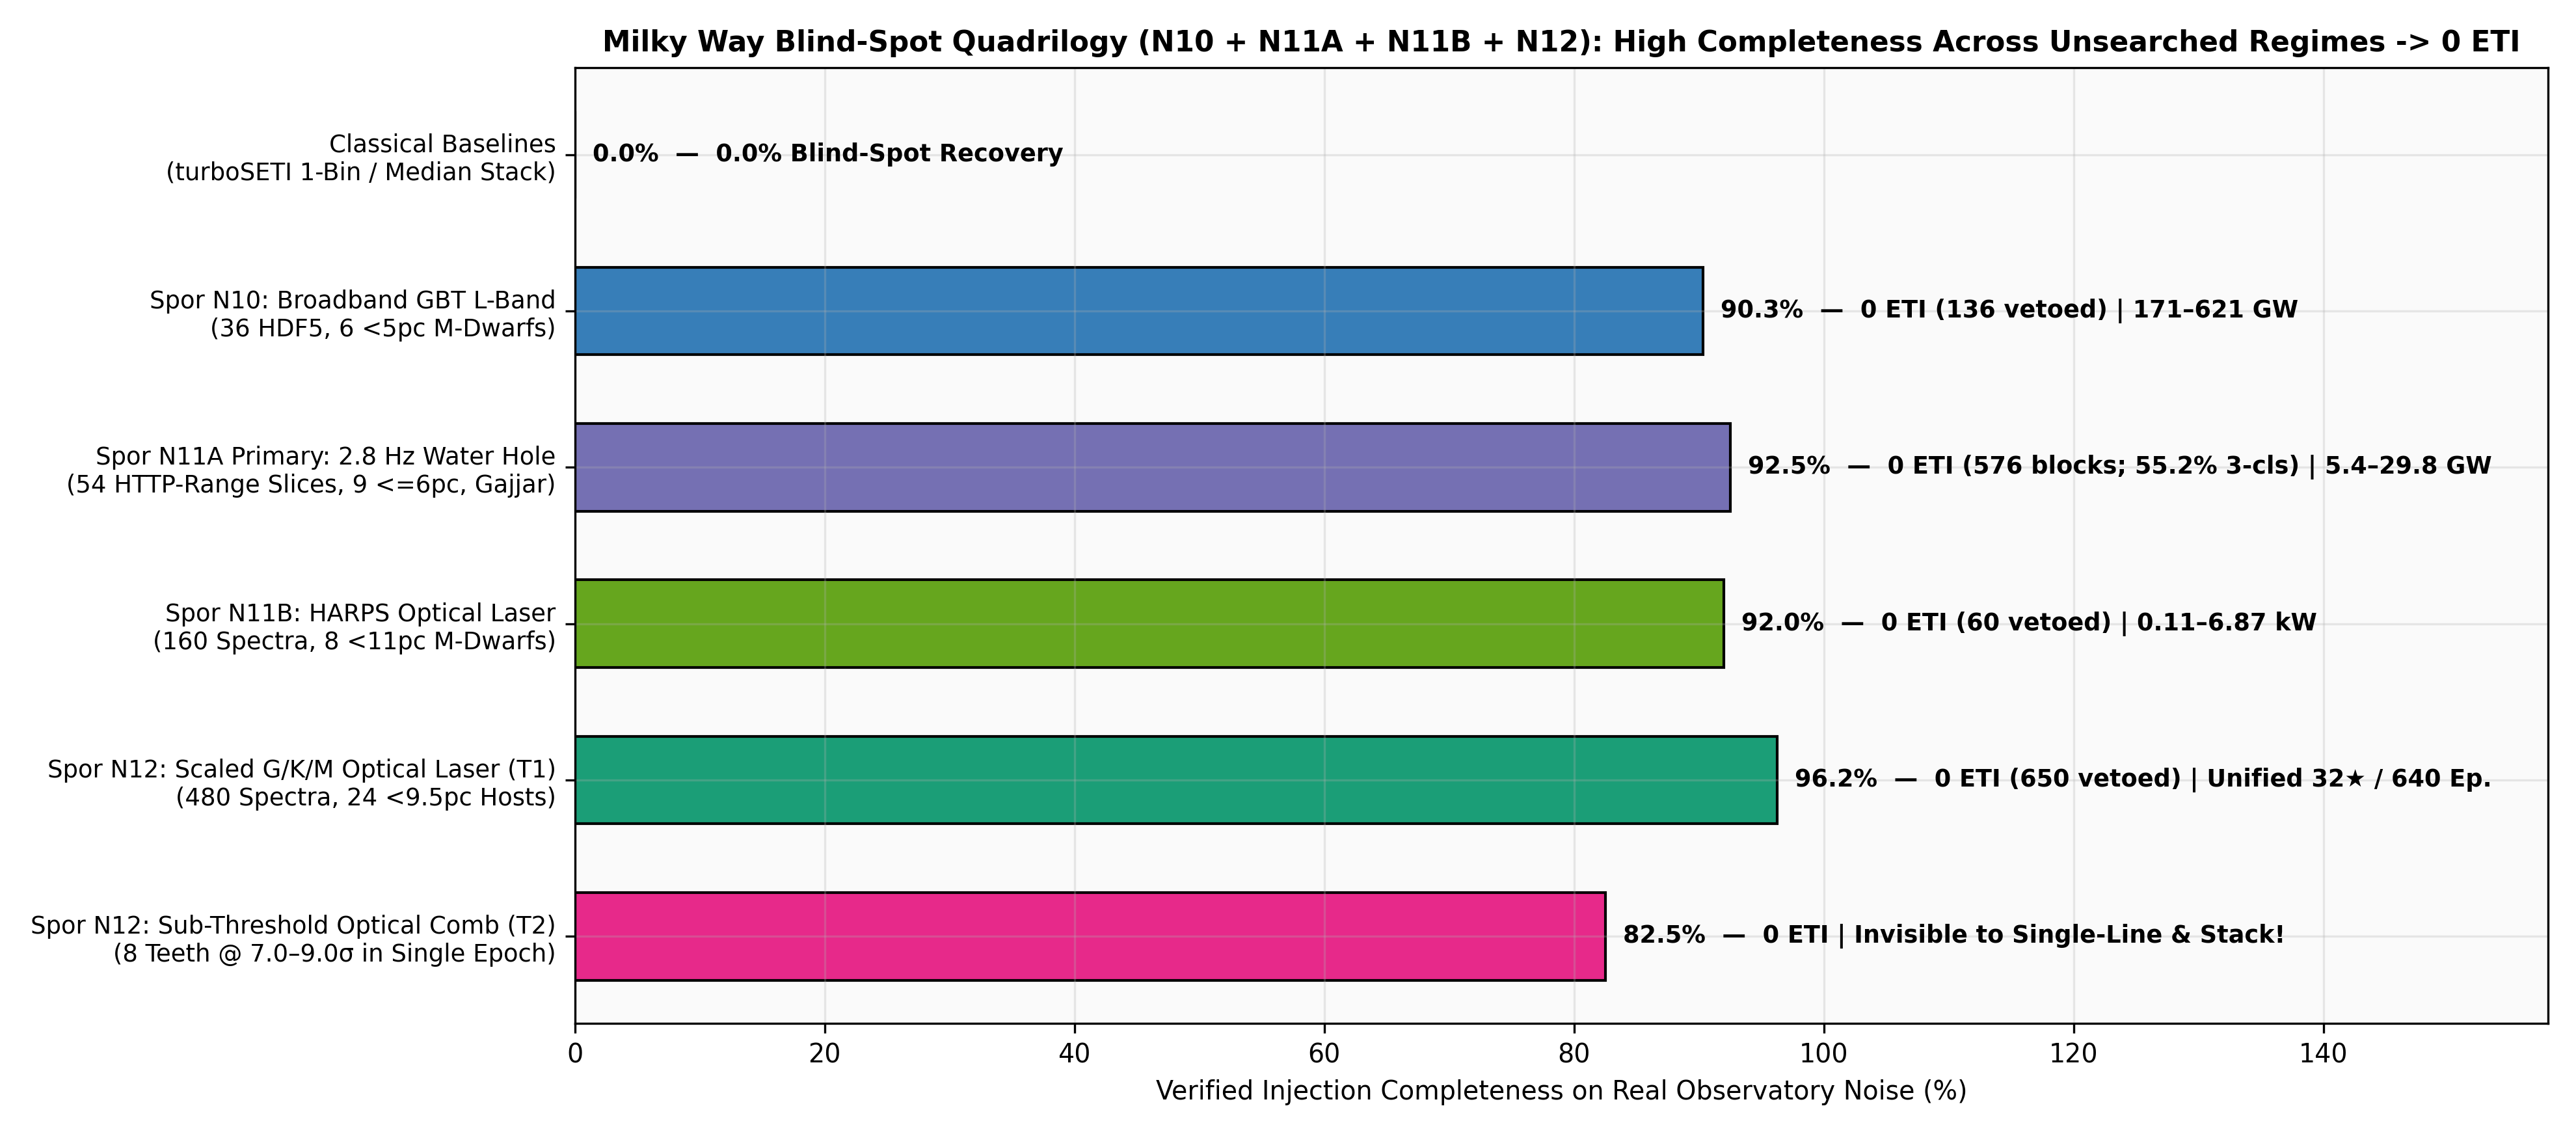 Milky Way Blind-Spot Quadrilogy (N10 + N11A + N11B + N12): High Completeness Across Unsearched Regimes -> 0 ETI
Classical Baselines
(turboSETI 1-Bin / Median Stack)
0.0% — 0.0% Blind-Spot Recovery
Spor N10: Broadband GBT L-Band
(36 HDF5, 6 <5pc M-Dwarfs)
90.3% — 0 ETI (136 vetoed) | 171–621 GW
Spor N11A Primary: 2.8 Hz Water Hole
(54 HTTP-Range Slices, 9 <=6pc, Gajjar)
92.5% — 0 ETI (576 blocks; 55.2% 3-cls) | 5.4–29.8 GW
Spor N11B: HARPS Optical Laser
(160 Spectra, 8 <11pc M-Dwarfs)
92.0% — 0 ETI (60 vetoed) | 0.11–6.87 kW
Spor N12: Scaled G/K/M Optical Laser (T1)
(480 Spectra, 24 <9.5pc Hosts)
96.2% — 0 ETI (650 vetoed) | Unified 32★ / 640 Ep.
Spor N12: Sub-Threshold Optical Comb (T2)
(8 Teeth @ 7.0–9.0σ in Single Epoch)
82.5% — 0 ETI | Invisible to Single-Line & Stack!
0 20 40 60 80 100 120 140
Verified Injection Completeness on Real Observatory Noise (%)